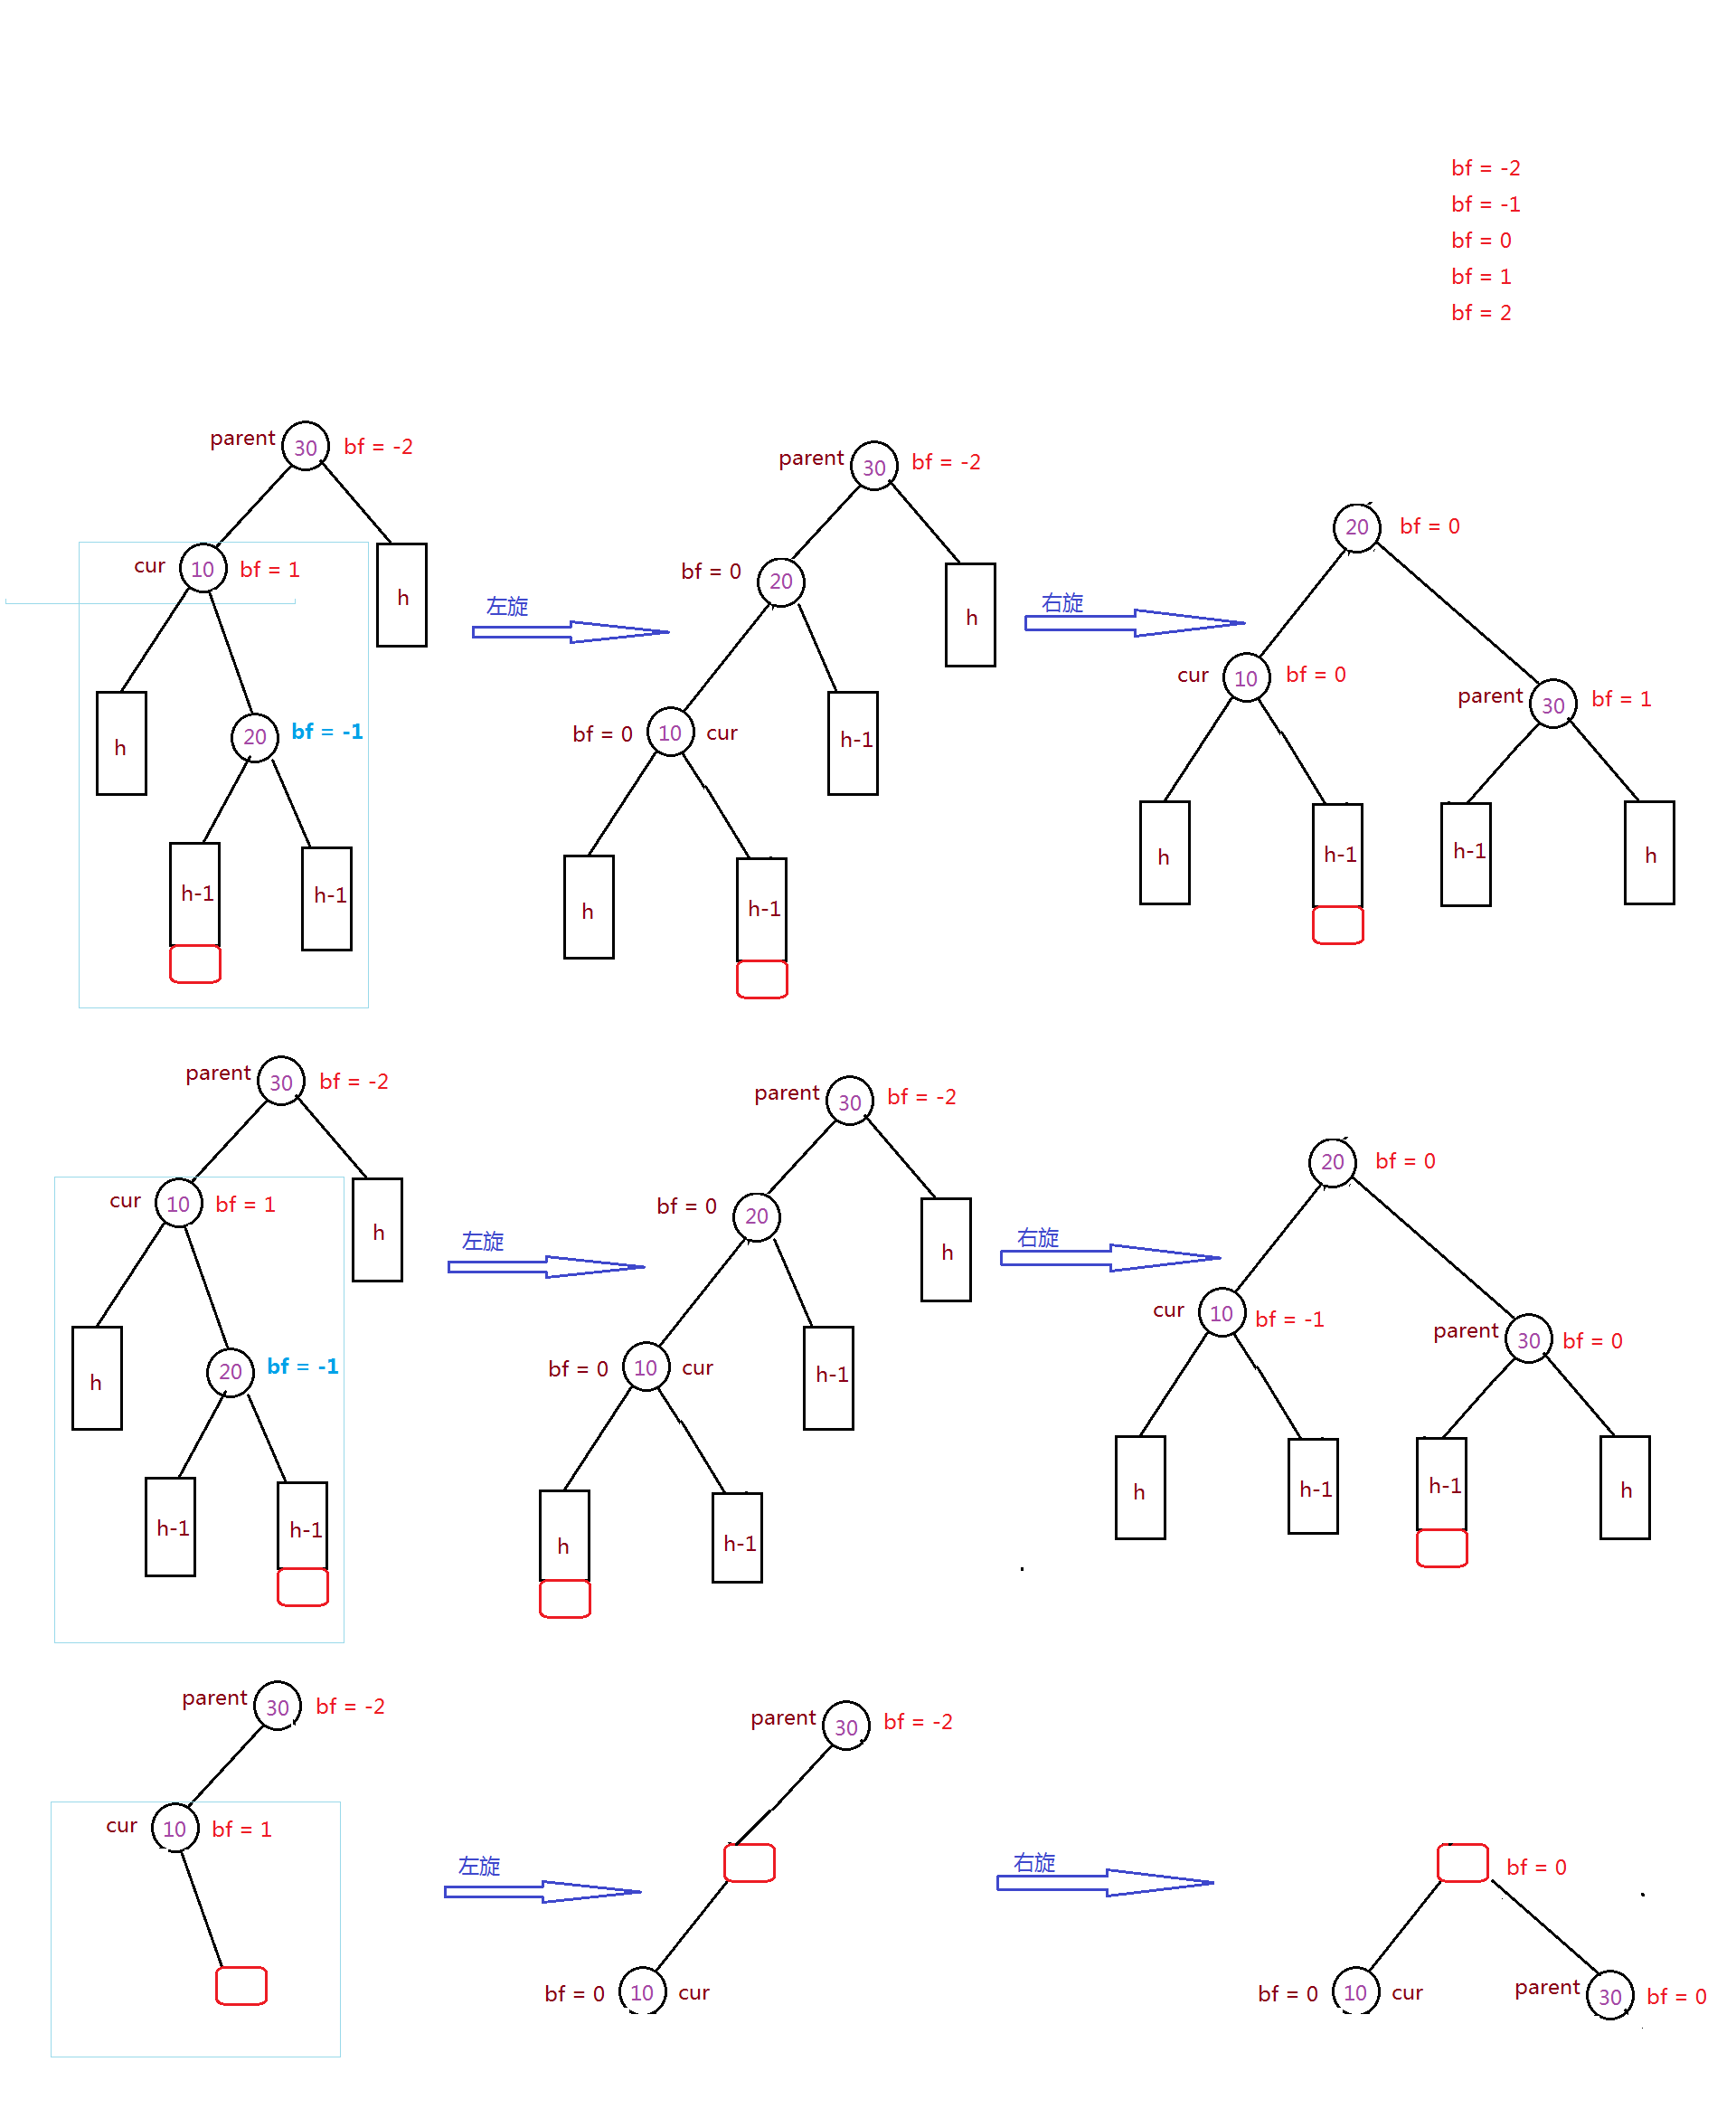 bf = -2
bf = -1
bf = 0
bf = 1
bf = 2
parent 30 bf = -2
cur 10 bf = 1
h
h
20 bf = -1
h-1
h-1
左旋
parent 30 bf = -2
bf = 0 20
h
bf = 0 10 cur
h-1
h
h-1
右旋
20 bf = 0
cur 10 bf = 0
parent 30 bf = 1
h
h-1
h-1
h
parent 30 bf = -2
cur 10 bf = 1
h
h
20 bf = -1
h-1
h-1
左旋
parent 30 bf = -2
bf = 0 20
h
bf = 0 10 cur
h-1
h
h-1
右旋
20 bf = 0
cur 10 bf = -1
parent 30 bf = 0
h
h-1
h-1
h
parent 30 bf = -2
cur 10 bf = 1
左旋
parent 30 bf = -2
bf = 0 10 cur
右旋
bf = 0
bf = 0 10 cur
parent 30 bf = 0